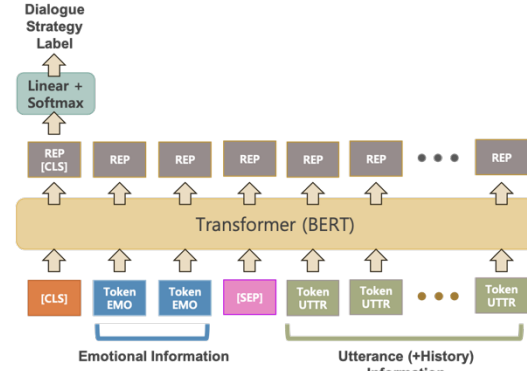 Dialogue
Strategy
Label
Linear +
Softmax
REP
[CLS]
REP
REP
REP
REP
REP
REP
Transformer (BERT)
[CLS]
Token
EMO
Token
EMO
[SEP]
Token
UTTR
Token
UTTR
Token
UTTR
Emotional Information
Utterance (+History)
Information